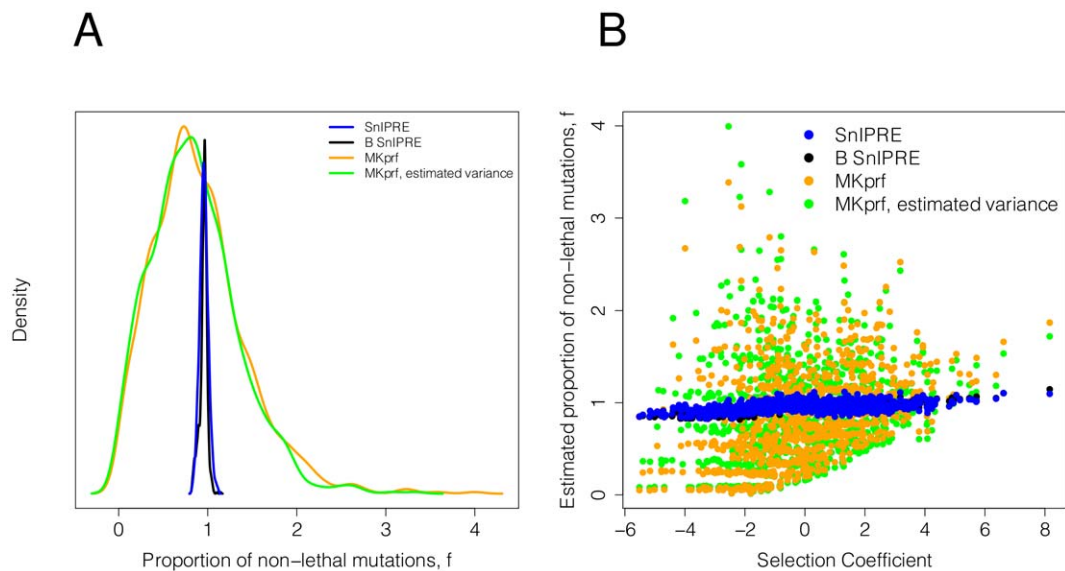 A
Density
SnIPRE
B SnIPRE
MKprf
MKprf, estimated variance
0 1 2 3 4
Proportion of non−lethal mutations, f
B
Estimated proportion of non−lethal mutations, f
4
3
2
1
0
SnIPRE
B SnIPRE
MKprf
MKprf, estimated variance
−6 −4 −2 0 2 4 6 8
Selection Coefficient